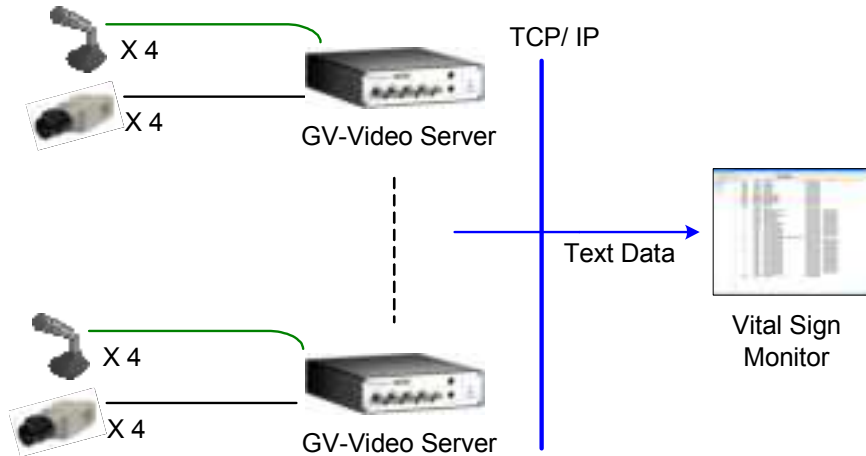 X 4
X 4
GV-Video Server
TCP/ IP
Text Data
Vital Sign
Monitor
X 4
X 4
GV-Video Server